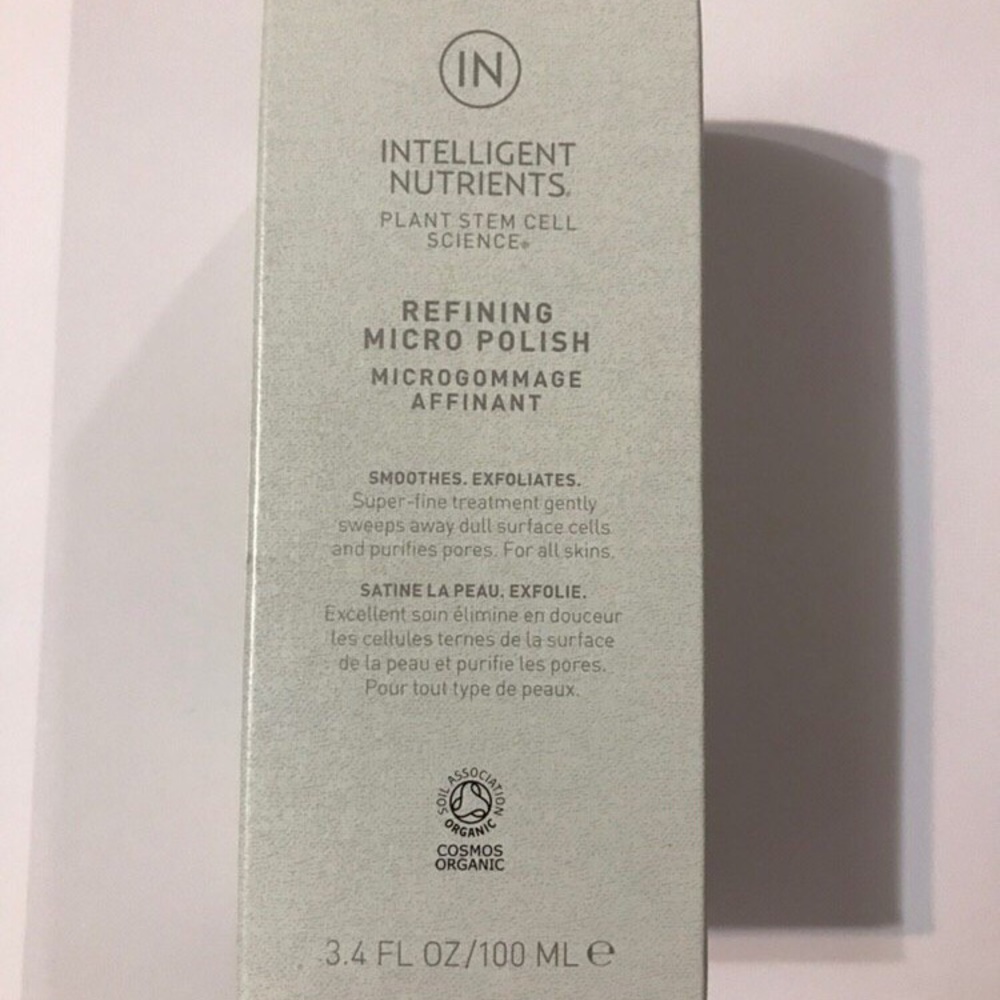 IN
INTELLIGENT
NUTRIENTS®
PLANT STEM CELL
SCIENCE®
REFINING
MICRO POLISH
MICROGOMMAGE
AFFINANT
SMOOTHES. EXFOLIATES.
Super-fine treatment gently
sweeps away dull surface cells
and purifies pores. For all skins.
SATINE LA PEAU. EXFOLIE.
Excellent soin élimine en douceur
les cellules ternes de la surface
de la peau et purifie les pores.
Pour tout type de peaux.
SOIL ASSOCIATION
ORGANIC
COSMOS
ORGANIC
3.4 FL OZ/100 ML ℮